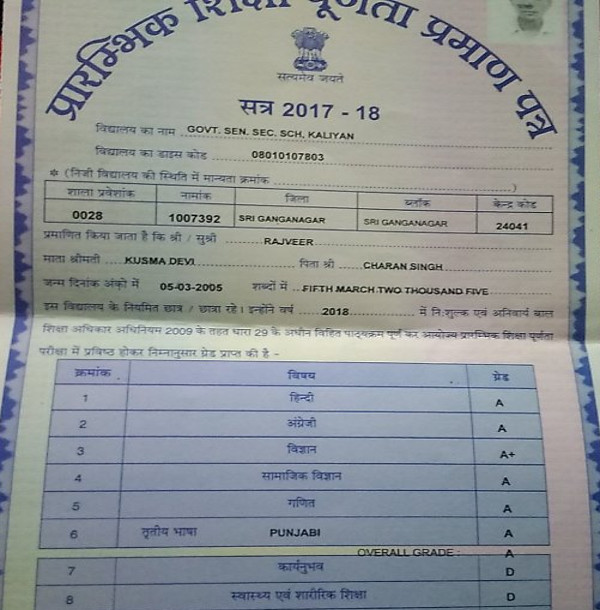 प्रारम्भिक शिक्षा पूर्णता प्रमाण पत्र
सत्यमेव जयते
सत्र 2017 - 18
विद्यालय का नाम GOVT. SEN. SEC. SCH, KALIYAN
विद्यालय का डाइस कोड 08010107803
* (निजी विद्यालय की स्थिति में मान्यता क्रमांक ........)
शाला प्रवेशांक नामांक जिला ब्लॉक केन्द्र कोड
0028 1007392 SRI GANGANAGAR SRI GANGANAGAR 24041
प्रमाणित किया जाता है कि श्री / सुश्री ........ RAJVEER ........
माता श्रीमती .... KUSMA DEVI ........ पिता श्री ..... CHARAN SINGH ........
जन्म दिनांक अंको में 05-03-2005 शब्दों में .. FIFTH MARCH TWO THOUSAND FIVE
इस विद्यालय के नियमित छात्र / छात्रा रहे। इन्होंने वर्ष ..... 2018 ........ में नि:शुल्क एवं अनिवार्य बाल
शिक्षा अधिकार अधिनियम 2009 के तहत धारा 29 के अधीन विहित पाठ्यक्रम पूर्ण कर आयोज्य प्रारम्भिक शिक्षा पूर्णता
परीक्षा में प्रविष्ठ होकर निम्नानुसार ग्रेड प्राप्त की है -
क्रमांक . विषय .. ग्रेड
1 हिन्दी A
2 अंग्रेजी A
3 विज्ञान A+
4 सामाजिक विज्ञान A
5 गणित A
6 तृतीय भाषा PUNJABI A
OVERALL GRADE : A
7 कार्यनुभव D
8 स्वास्थ्य एवं शारीरिक शिक्षा D